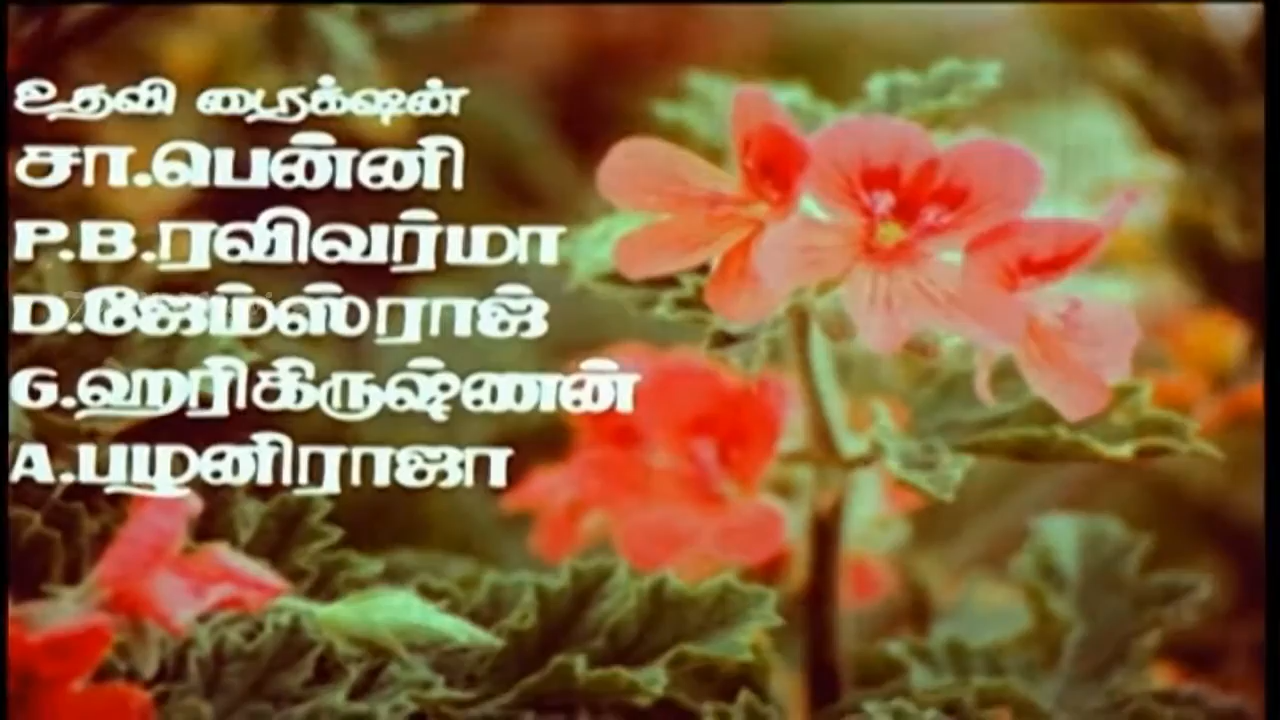 உதவி டைரக்ஷன்
சா.பென்னி
P.B.ரவிவர்மா
D.ஜேம்ஸ்ராஜ்
G.ஹரிகிருஷ்ணன்
A.பழனிராஜா